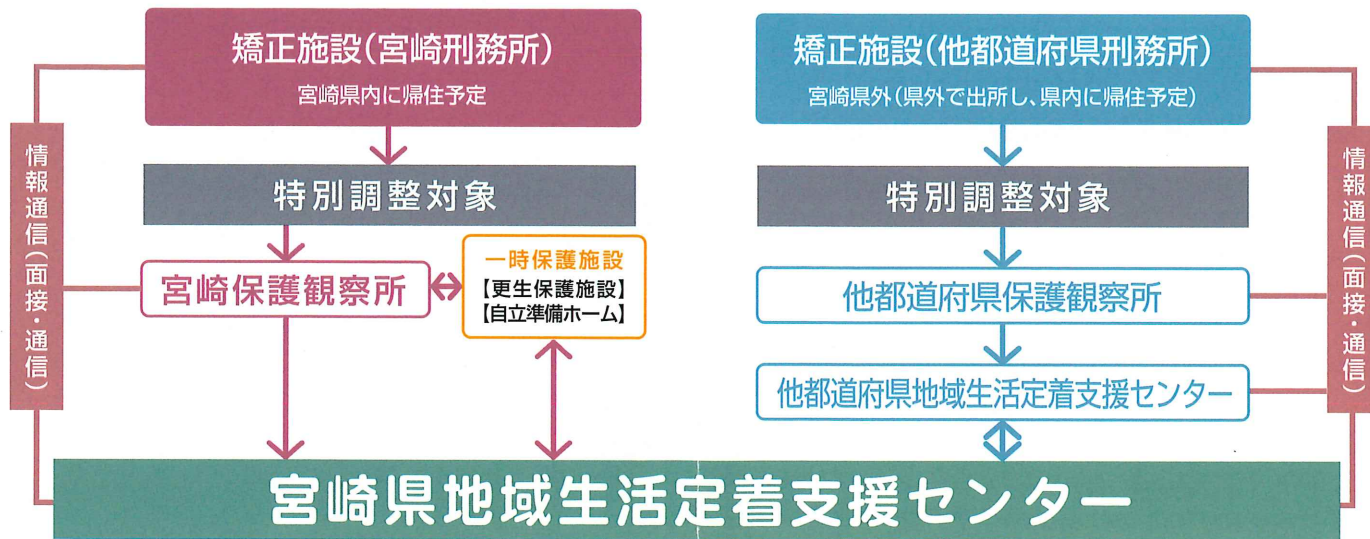 矯正施設(宮崎刑務所)
宮崎県内に帰住予定
特別調整対象
宮崎保護観察所
一時保護施設
【更生保護施設】
【自立準備ホーム】
情報通信(面接・通信)
矯正施設(他都道府県刑務所)
宮崎県外(県外で出所し、県内に帰住予定)
特別調整対象
他都道府県保護観察所
他都道府県地域生活定着支援センター
情報通信(面接・通信)
宮崎県地域生活定着支援センター